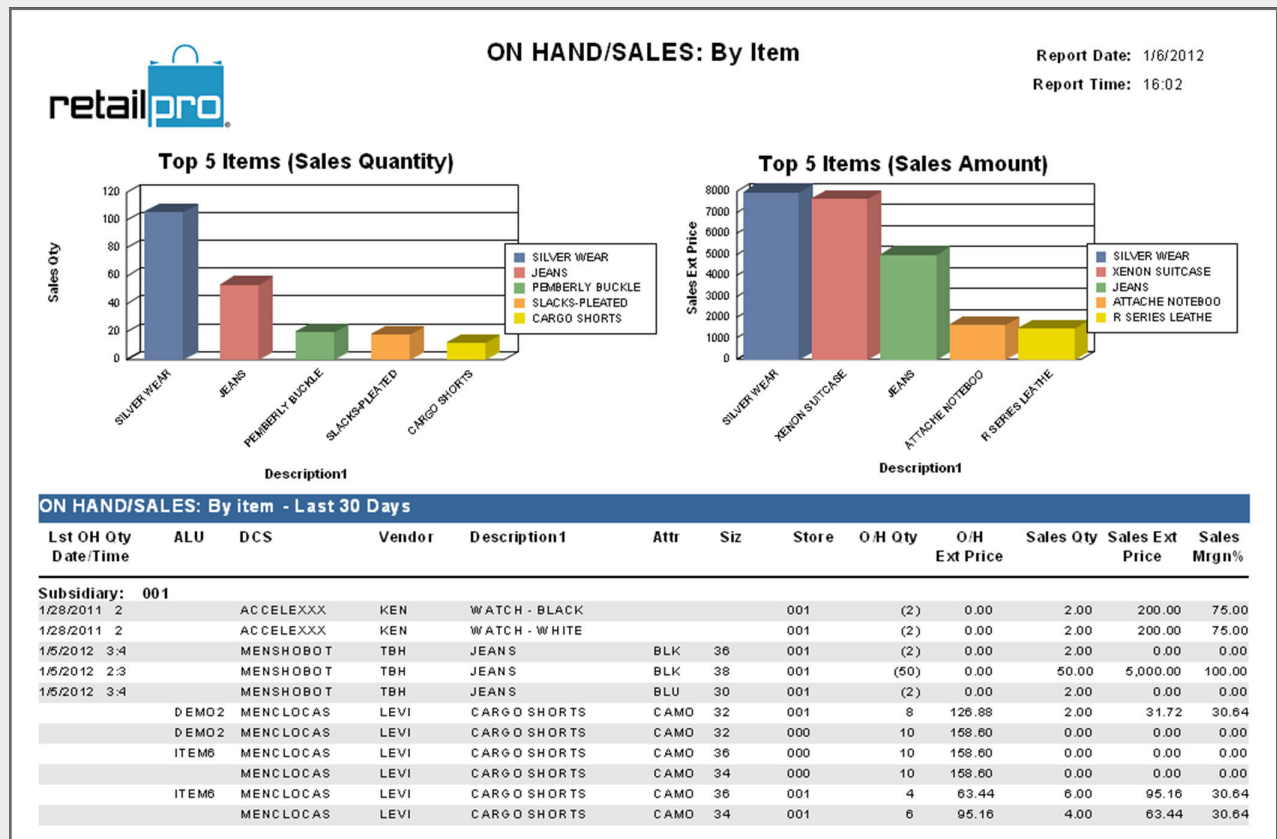 ON HAND/SALES: By Item
Report Date: 1/6/2012
Report Time: 16:02
retail pro
Top 5 Items (Sales Quantity)
120
100
80
60
40
20
0
Sales Qty
SILVER WEAR
JEANS
PEMBERLY BUCKLE
SLACKS-PLEATED
CARGO SHORTS
SILVER WEAR
JEANS
PEMBERLY BUCKLE
SLACKS-PLEATED
CARGO SHORTS
Description1
Top 5 Items (Sales Amount)
8000
7000
6000
5000
4000
3000
2000
1000
0
Sales Ext Price
SILVER WEAR
XENON SUITCASE
JEANS
ATTACHE NOTEBOO
R SERIES LEATHE
SILVER WEAR
XENON SUITCASE
JEANS
ATTACHE NOTEBOO
R SERIES LEATHE
Description1
ON HAND/SALES: By item - Last 30 Days
Lst OH Qty ALU DCS Vendor Description1 Attr Siz Store O/H Qty O/H Sales Qty Sales Ext Sales
Date/Time Ext Price Price Mrgn%
Subsidiary: 001
1/28/2011 2 ACCELEXXX KEN WATCH - BLACK 001 (2) 0.00 2.00 200.00 75.00
1/28/2011 2 ACCELEXXX KEN WATCH - WHITE 001 (2) 0.00 2.00 200.00 75.00
1/5/2012 3:4 MENSHOBOT TBH JEANS BLK 36 001 (2) 0.00 2.00 0.00 0.00
1/5/2012 2:3 MENSHOBOT TBH JEANS BLK 38 001 (50) 0.00 50.00 5,000.00 100.00
1/5/2012 3:4 MENSHOBOT TBH JEANS BLU 30 001 (2) 0.00 2.00 0.00 0.00
DEMO2 MENCLOCAS LEVI CARGO SHORTS CAMO 32 001 8 126.88 2.00 31.72 30.64
DEMO2 MENCLOCAS LEVI CARGO SHORTS CAMO 32 000 10 158.60 0.00 0.00 0.00
ITEM6 MENCLOCAS LEVI CARGO SHORTS CAMO 36 000 10 158.60 0.00 0.00 0.00
MENCLOCAS LEVI CARGO SHORTS CAMO 34 000 10 158.60 0.00 0.00 0.00
ITEM6 MENCLOCAS LEVI CARGO SHORTS CAMO 36 001 4 63.44 6.00 95.16 30.64
MENCLOCAS LEVI CARGO SHORTS CAMO 34 001 6 95.16 4.00 63.44 30.64